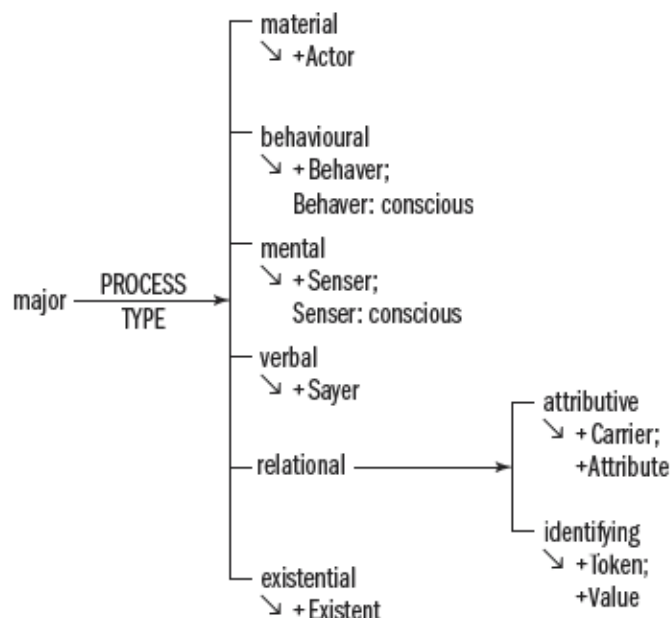 material
↘ +Actor
behavioural
↘ + Behaver;
Behaver: conscious
mental
↘ + Senser;
Senser: conscious
major
PROCESS
TYPE
verbal
↘ +Sayer
relational
attributive
↘ + Carrier;
+Attribute
identifying
↘ +Token;
+Value
existential
↘ + Existent